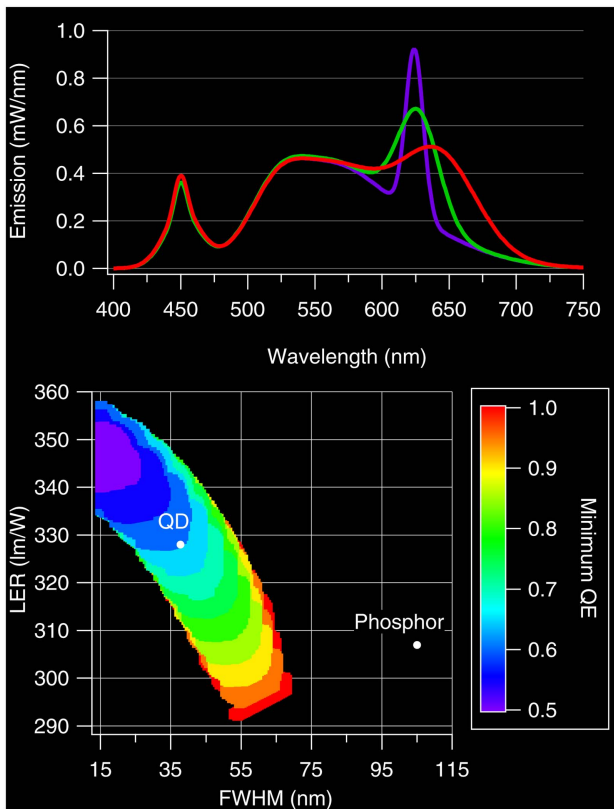 1.0
0.8
0.6
0.4
0.2
0.0
Emission (mW/nm)
400 450 500 550 600 650 700 750
Wavelength (nm)
360
350
340
330
320
310
300
290
LER (lm/W)
QD
Phosphor
15 35 55 75 95 115
FWHM (nm)
1.0
0.9
0.8
0.7
0.6
0.5
Minimum QE